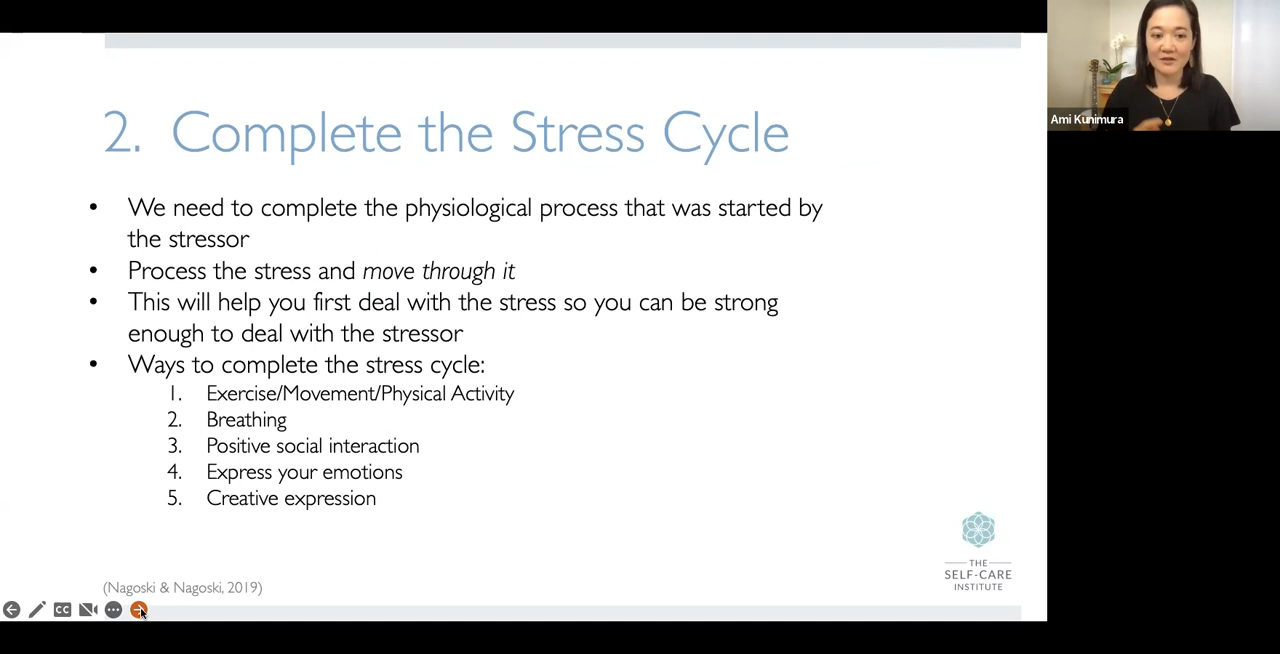 2. Complete the Stress Cycle
• We need to complete the physiological process that was started by
the stressor
• Process the stress and move through it
• This will help you first deal with the stress so you can be strong
enough to deal with the stressor
• Ways to complete the stress cycle:
1. Exercise/Movement/Physical Activity
2. Breathing
3. Positive social interaction
4. Express your emotions
5. Creative expression
(Nagoski & Nagoski, 2019)
THE
SELF-CARE
INSTITUTE
CC
Ami Kunimura